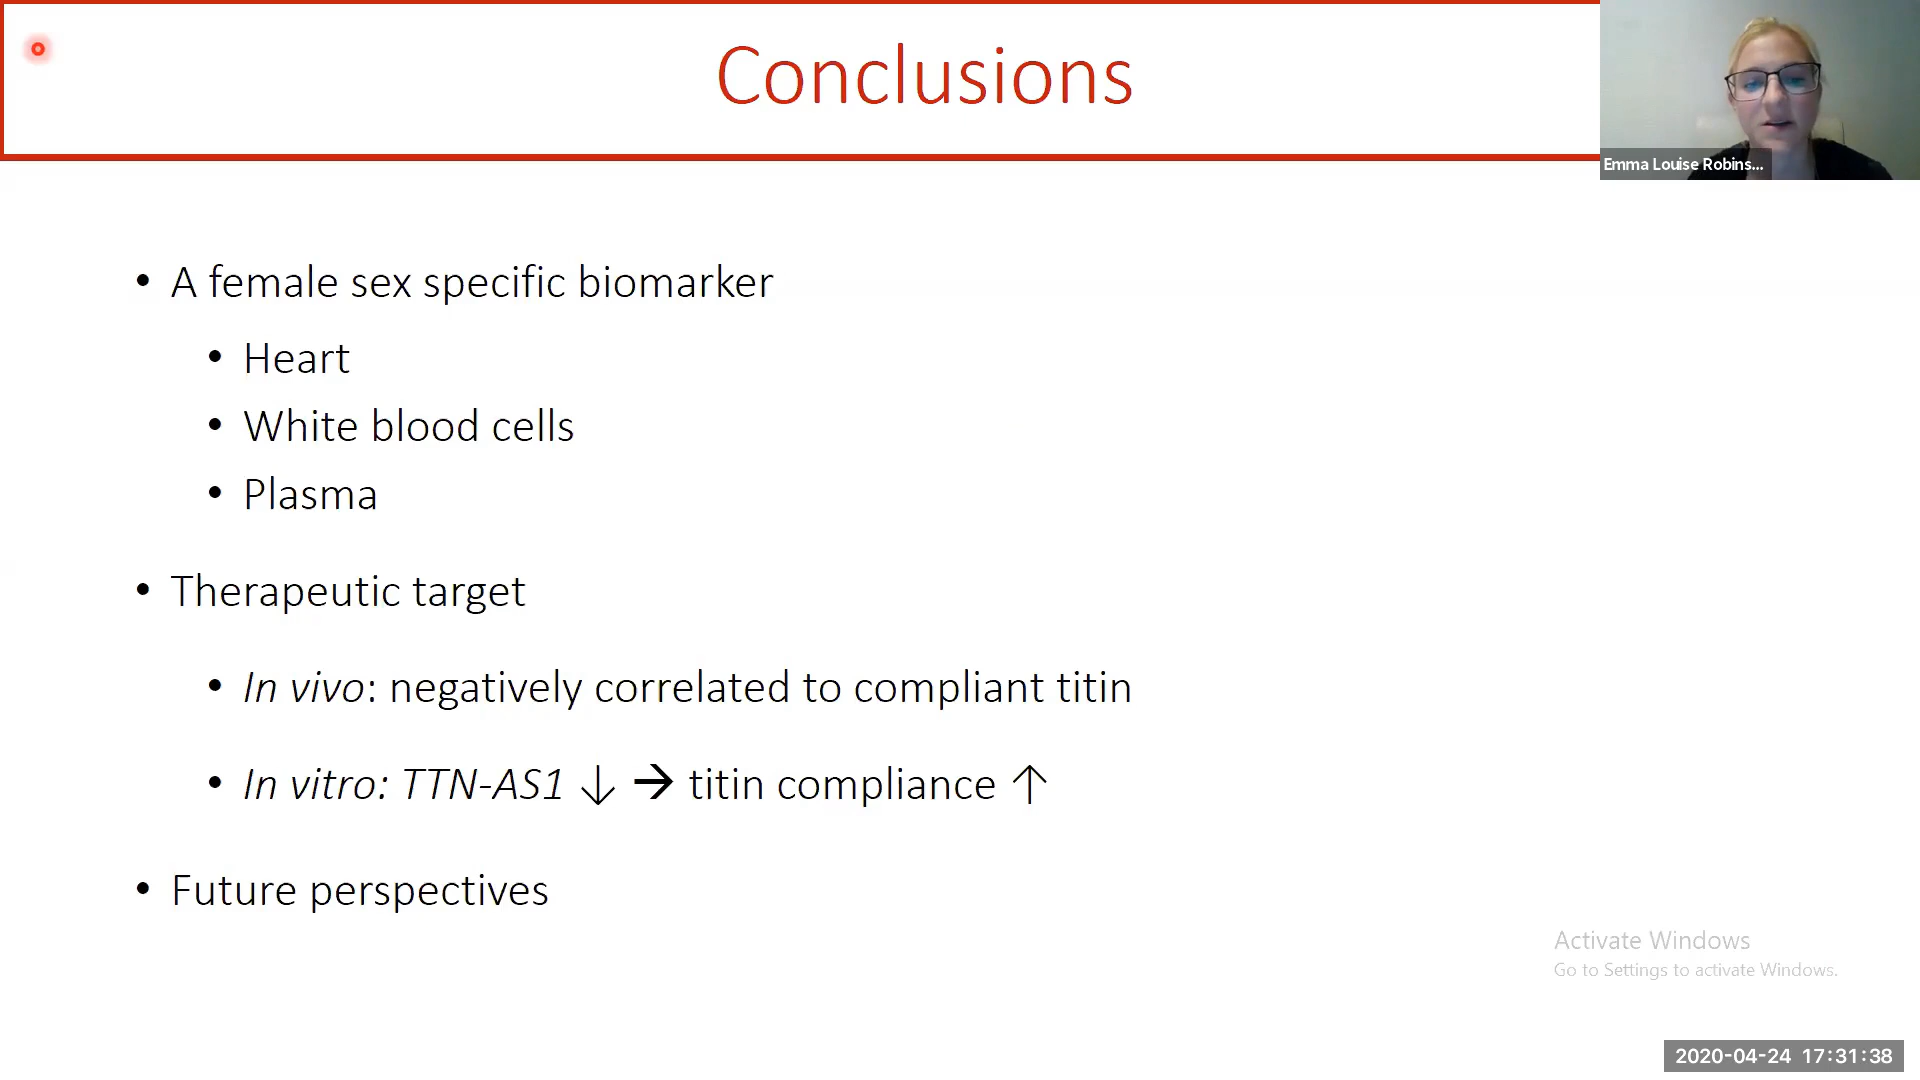 Conclusions
Emma Louise Robins...
• A female sex specific biomarker
• Heart
• White blood cells
• Plasma
• Therapeutic target
• In vivo: negatively correlated to compliant titin
• In vitro: TTN-AS1 ↓ → titin compliance ↑
• Future perspectives
Activate Windows
Go to Settings to activate Windows.
2020-04-24 17:31:38